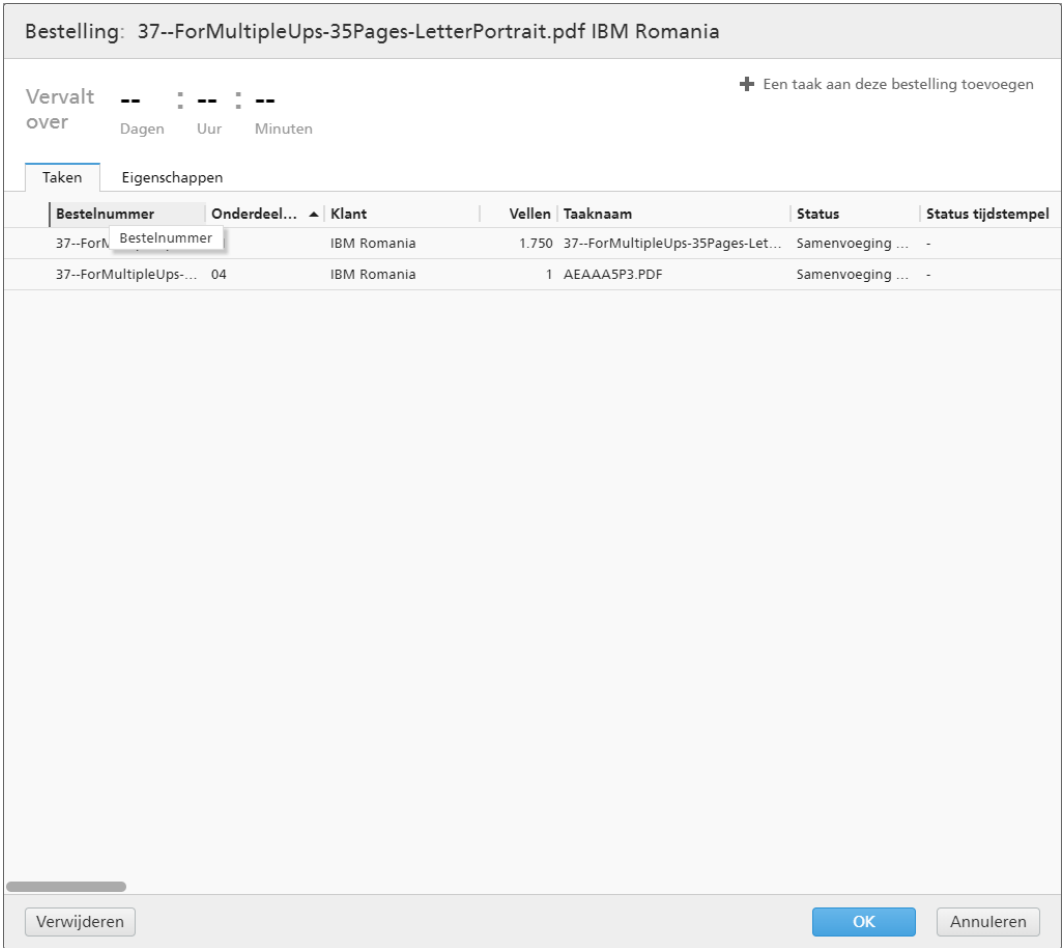 Bestelling: 37--ForMultipleUps-35Pages-LetterPortrait.pdf IBM Romania
+ Een taak aan deze bestelling toevoegen
Vervalt over -- : -- : --
Dagen Uur Minuten
Taken Eigenschappen
Bestelnummer Onderdeel... ▲ Klant Vellen Taaknaam Status Status tijdstempel
37--ForM Bestelnummer IBM Romania 1.750 37--ForMultipleUps-35Pages-Let... Samenvoeging ... -
37--ForMultipleUps-... 04 IBM Romania 1 AEAAA5P3.PDF Samenvoeging ... -
Verwijderen OK Annuleren